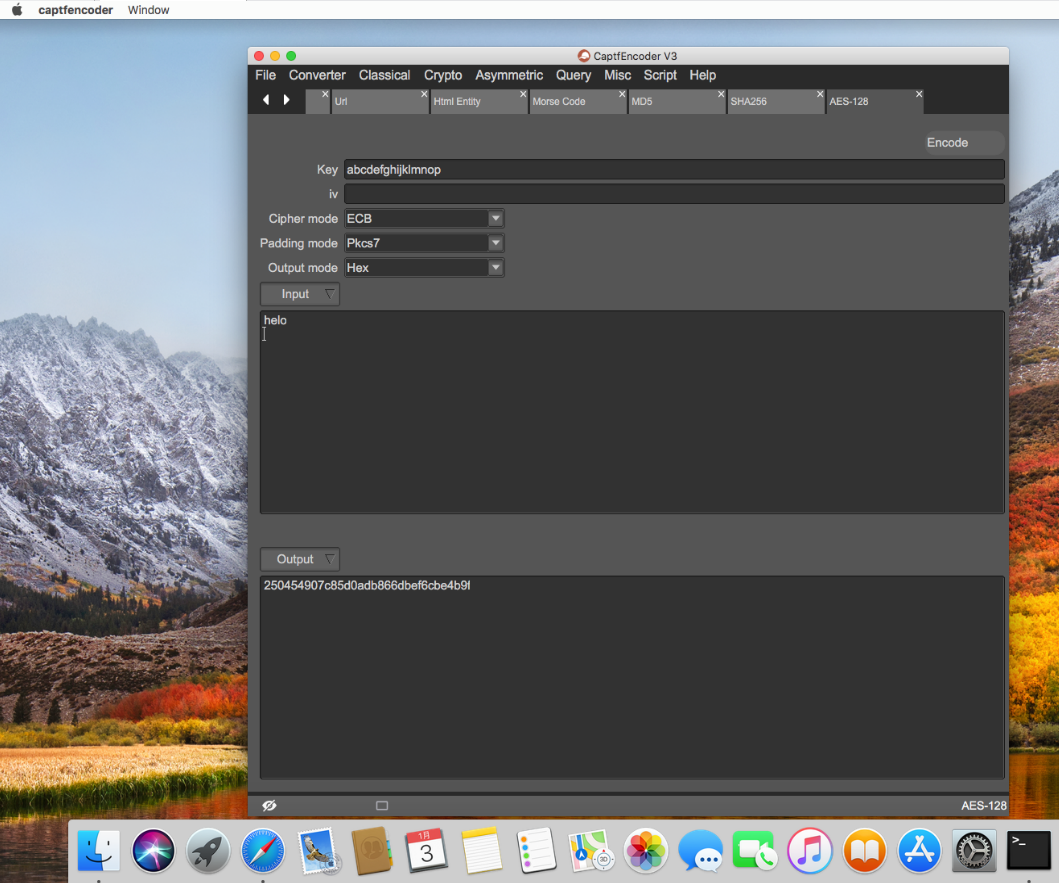 captfencoder Window
CaptfEncoder V3
File Converter Classical Crypto Asymmetric Query Misc Script Help
Url Html Entity Morse Code MD5 SHA256 AES-128
Encode
Key abcdefghijklmnop
iv
Cipher mode ECB
Padding mode Pkcs7
Output mode Hex
Input
helo
Output
250454907c85d0adb866dbef6cbe4b9f
AES-128
1月
3
3D
>_